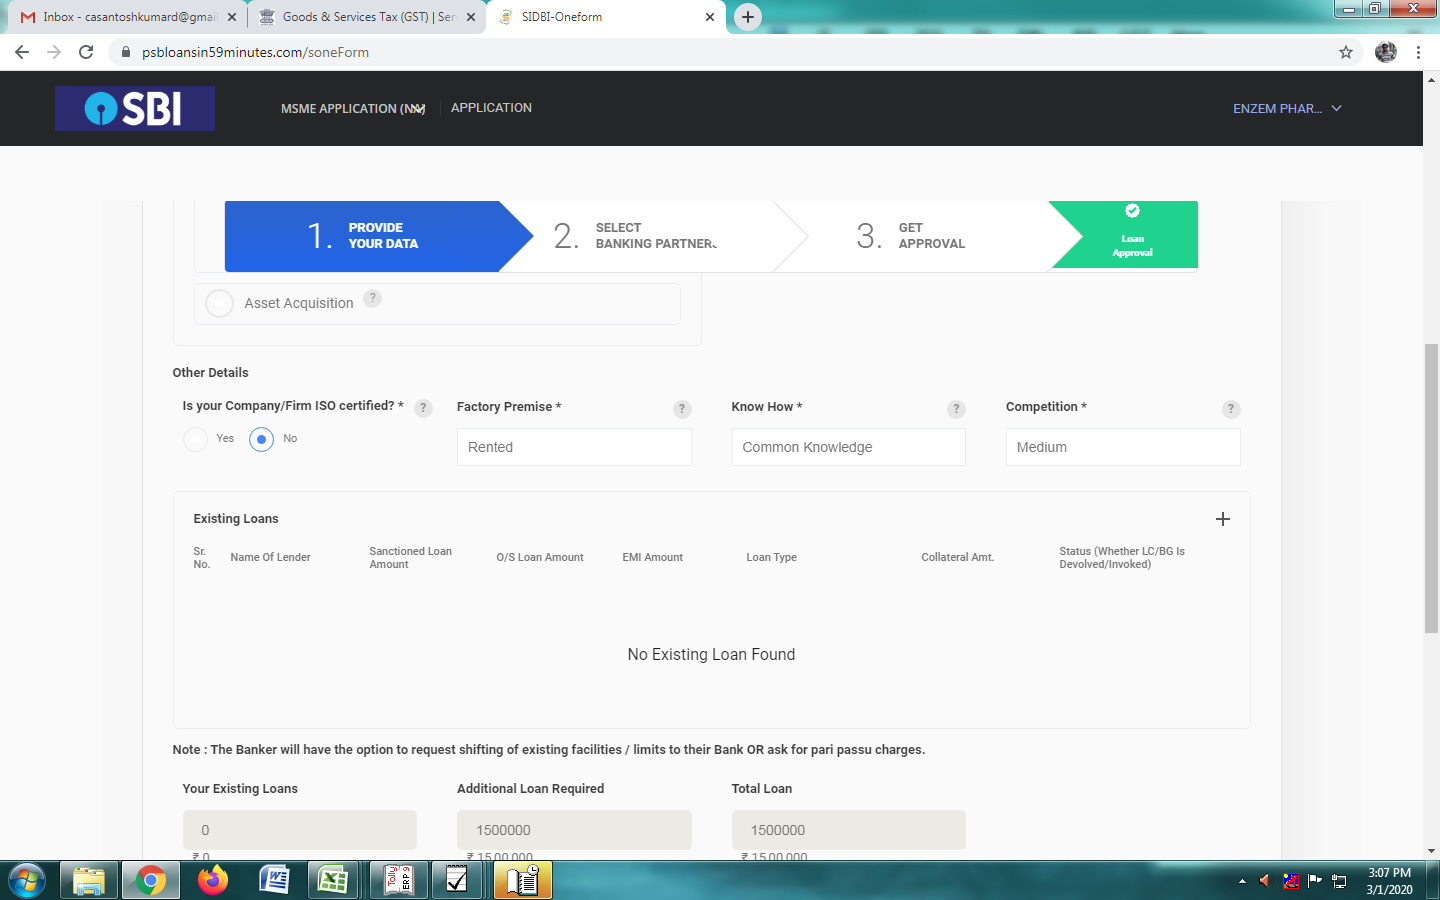 Inbox - casantoshkumard@gmai
Goods & Services Tax (GST) | Ser
SIDBI-Oneform
psbloansin59minutes.com/soneForm
SBI
MSME APPLICATION
APPLICATION
ENZEM PHAR...
1. PROVIDE
YOUR DATA
2. SELECT
BANKING PARTNERS
3. GET
APPROVAL
Loan
Approval
Asset Acquisition ?
Other Details
Is your Company/Firm ISO certified? * ?
Factory Premise * ?
Know How * ?
Competition * ?
Yes No
Rented
Common Knowledge
Medium
Existing Loans
Sr. No.
Name Of Lender
Sanctioned Loan Amount
O/S Loan Amount
EMI Amount
Loan Type
Collateral Amt.
Status (Whether LC/BG Is Devolved/Invoked)
No Existing Loan Found
Note : The Banker will have the option to request shifting of existing facilities / limits to their Bank OR ask for pari passu charges.
Your Existing Loans
Additional Loan Required
Total Loan
0
1500000
1500000
₹ 0
₹ 15,00,000
₹ 15,00,000
Tally
ERP 9
3:07 PM
3/1/2020